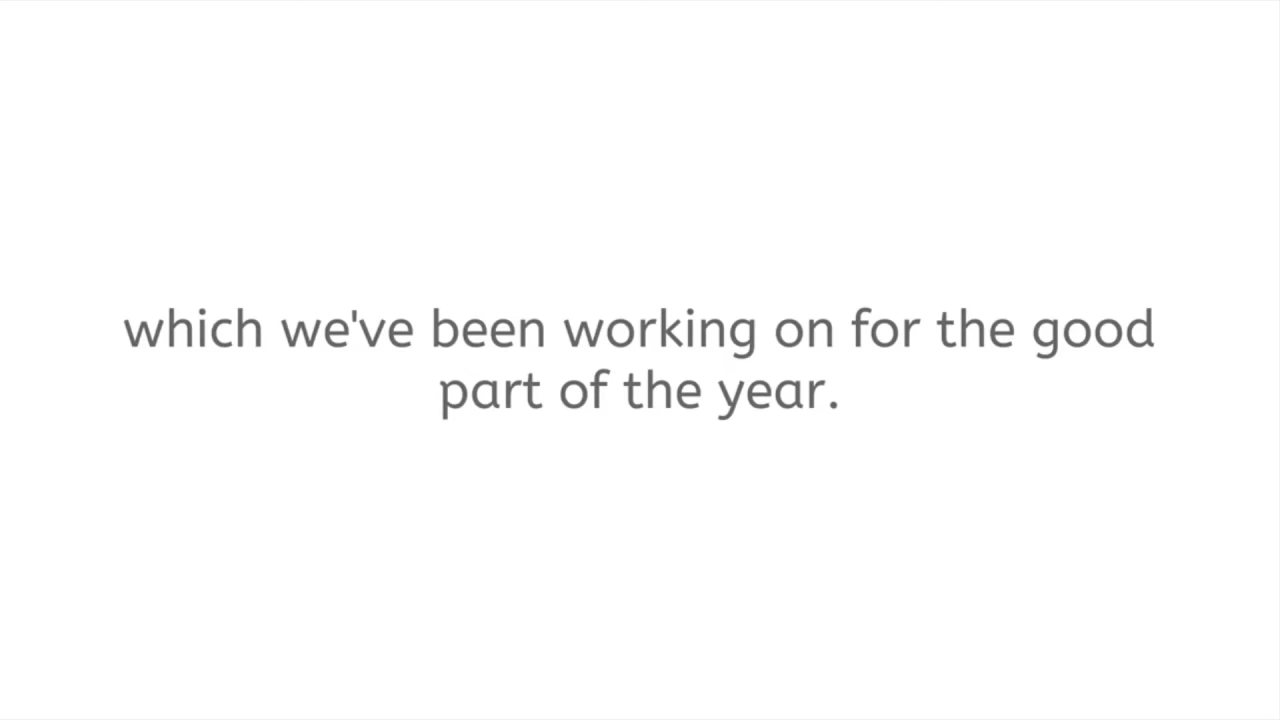 which we've been working on for the good
part of the year.